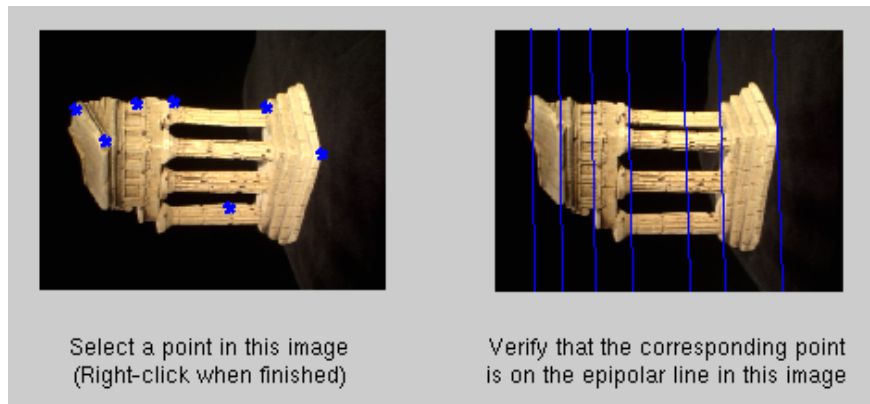 Select a point in this image
(Right-click when finished)
Verify that the corresponding point
is on the epipolar line in this image